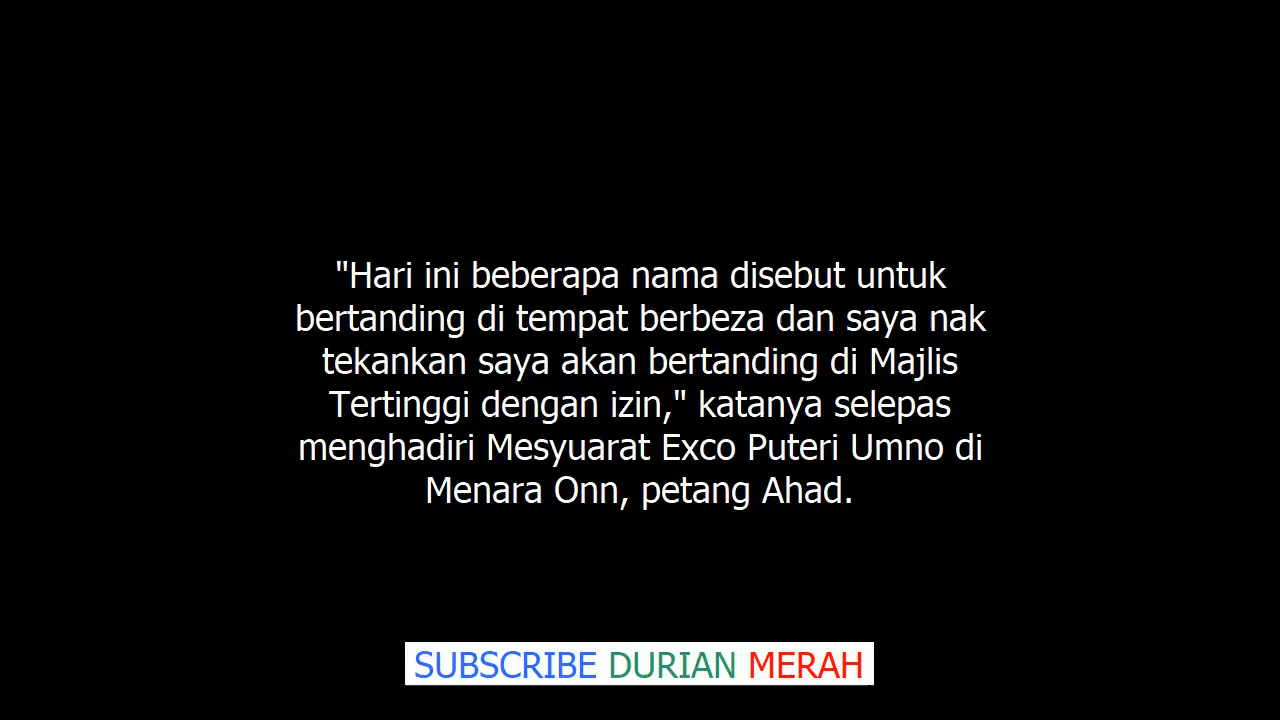 "Hari ini beberapa nama disebut untuk
bertanding di tempat berbeza dan saya nak
tekankan saya akan bertanding di Majlis
Tertinggi dengan izin," katanya selepas
menghadiri Mesyuarat Exco Puteri Umno di
Menara Onn, petang Ahad.
SUBSCRIBE DURIAN MERAH